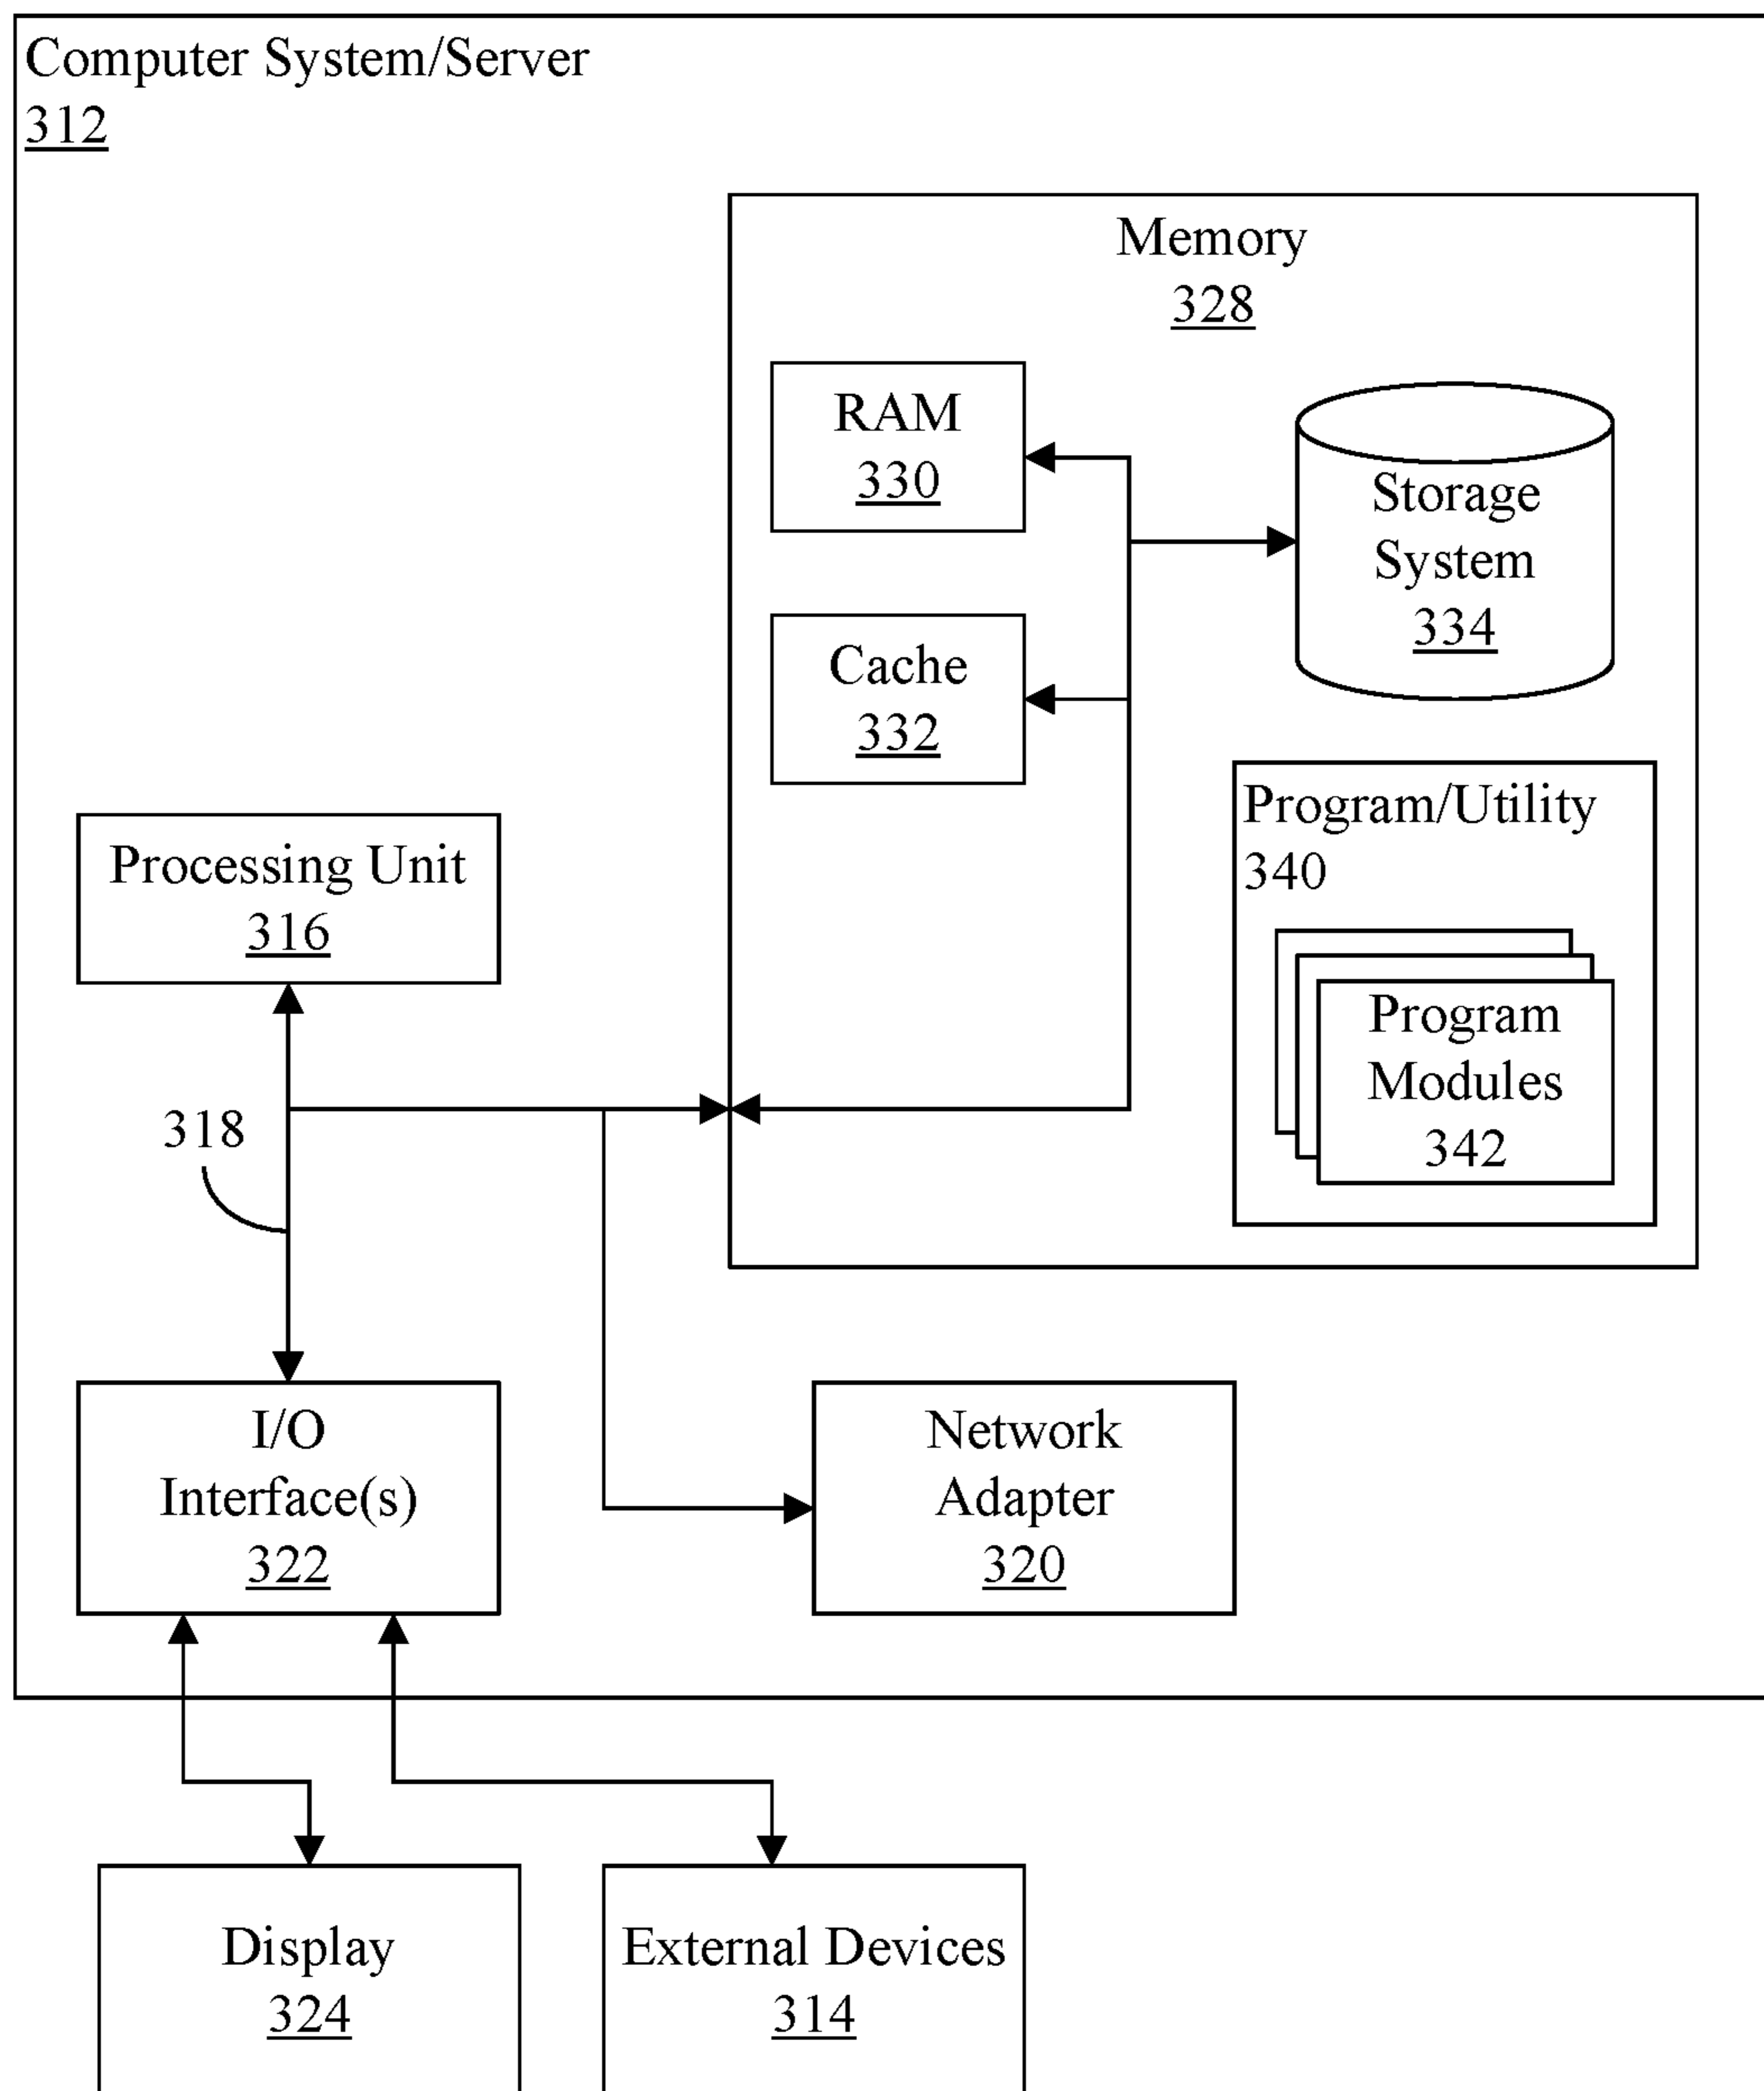 Computer System/Server
312
Memory
328
RAM
330
Storage
System
334
Cache
332
Program/Utility
340
Program
Modules
342
Processing Unit
316
318
I/O
Interface(s)
322
Network
Adapter
320
Display
324
External Devices
314